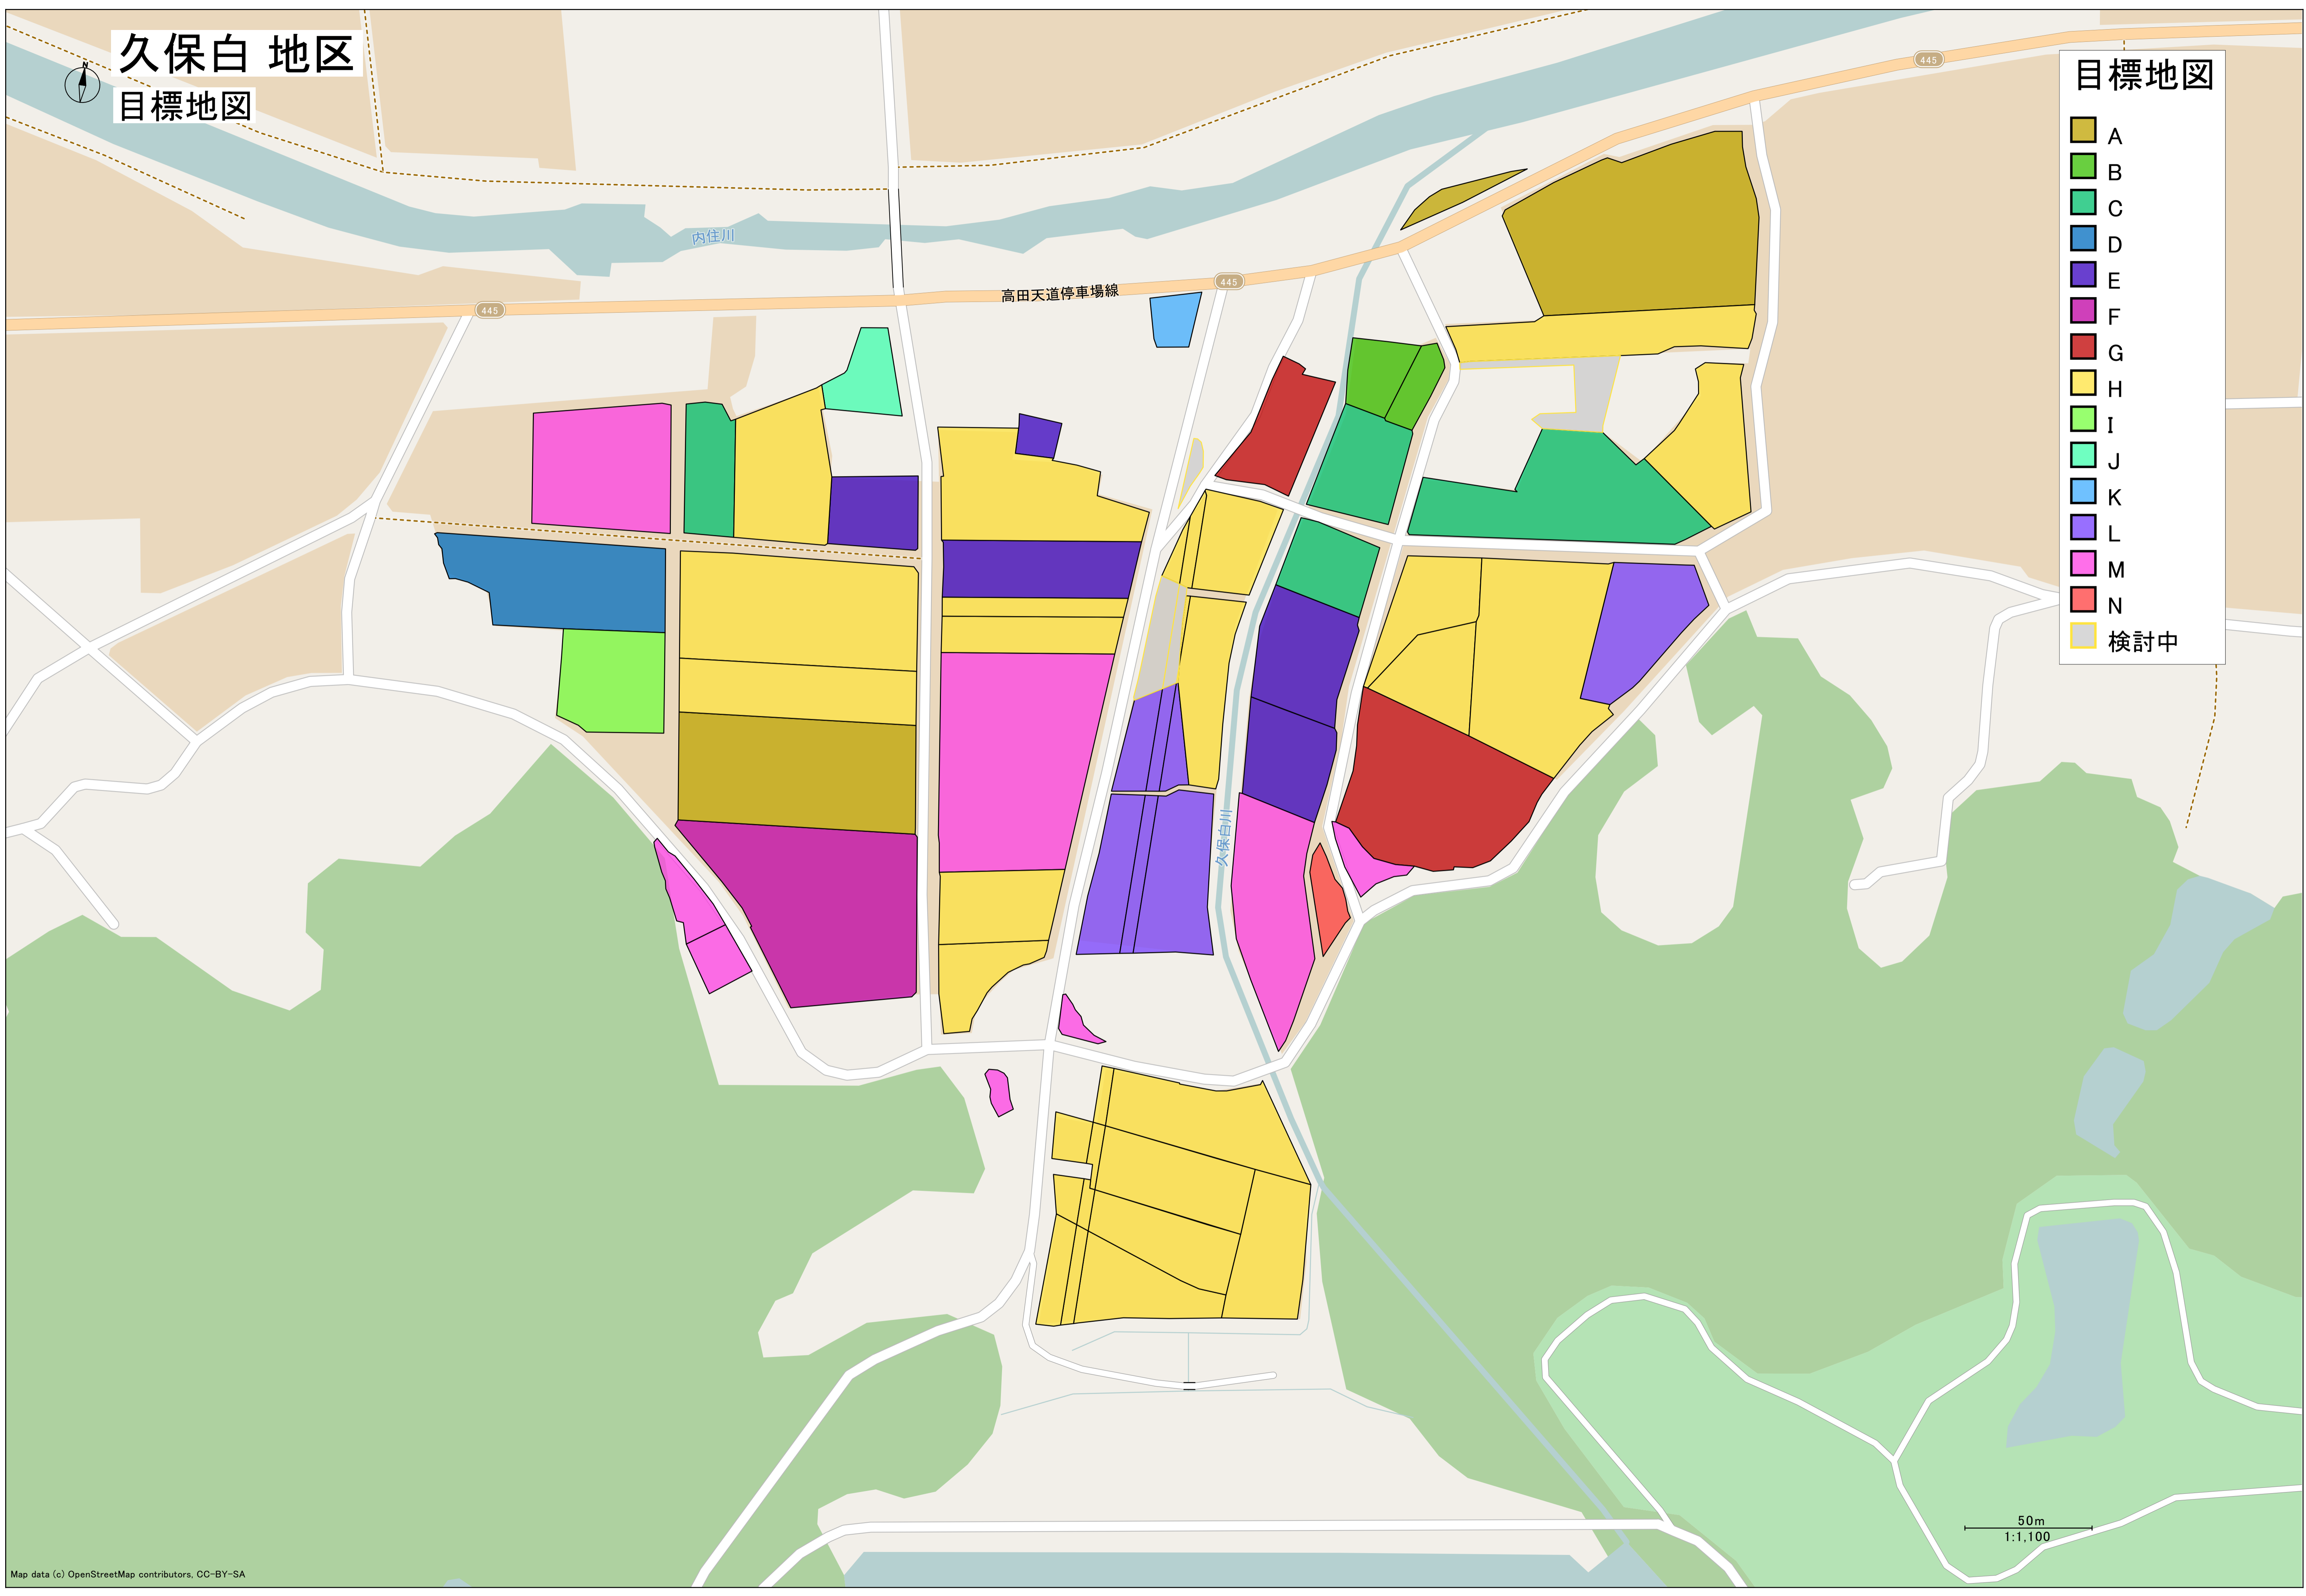 久保白 地区
目標地図
N
445
445
445
内住川
高田天道停車場線
久保白川
目標地図
A
B
C
D
E
F
G
H
I
J
K
L
M
N
検討中
50m
1:1,100
Map data (c) OpenStreetMap contributors, CC-BY-SA